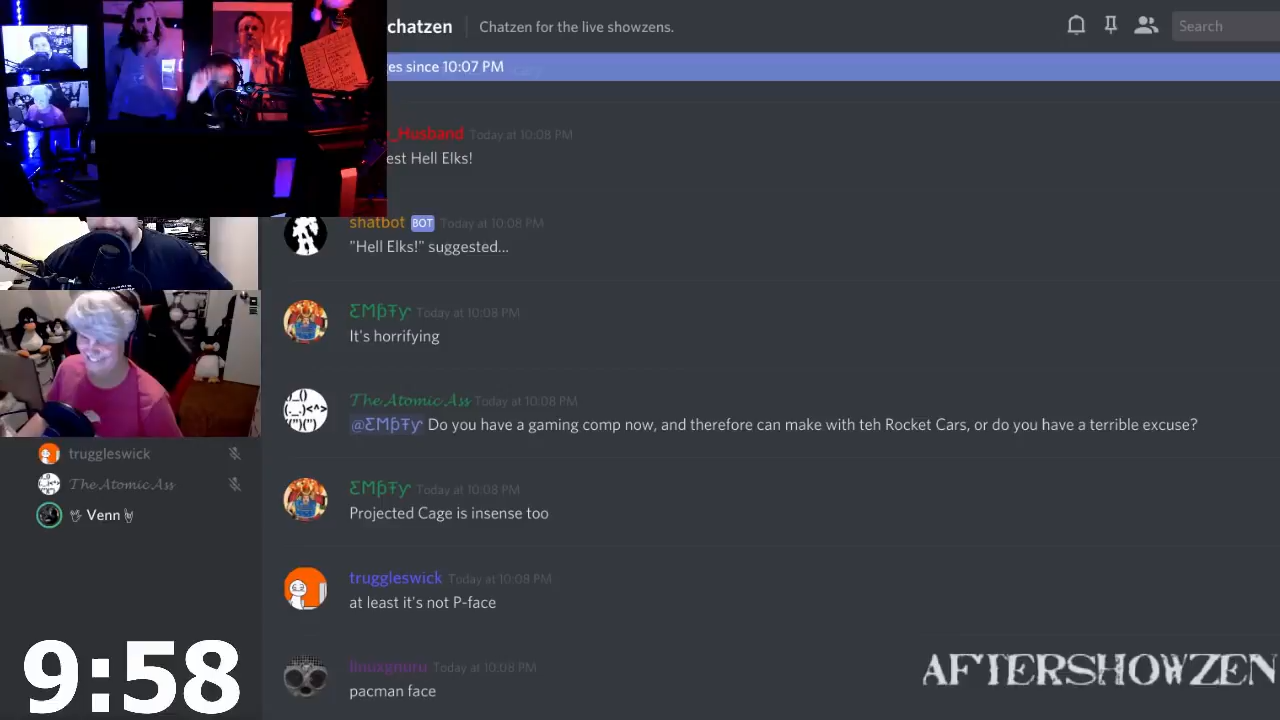 chatzen
Chatzen for the live showzens.
Search
es since 10:07 PM
_Husband Today at 10:08 PM
est Hell Elks!
shatbot BOT Today at 10:08 PM
"Hell Elks!" suggested...
ƩMþŦƴ Today at 10:08 PM
It's horrifying
𝓣𝓱𝓮 𝓐𝓽𝓸𝓶𝓲𝓬 𝓐𝓼𝓼 Today at 10:08 PM
@ƩMþŦƴ Do you have a gaming comp now, and therefore can make with teh Rocket Cars, or do you have a terrible excuse?
ƩMþŦƴ Today at 10:08 PM
Projected Cage is insense too
truggleswick Today at 10:08 PM
at least it's not P-face
linuxgnuru Today at 10:08 PM
pacman face
truggleswick
𝓣𝓱𝓮 𝓐𝓽𝓸𝓶𝓲𝓬 𝓐𝓼𝓼
Venn
9:58
AFTERSHOWZEN